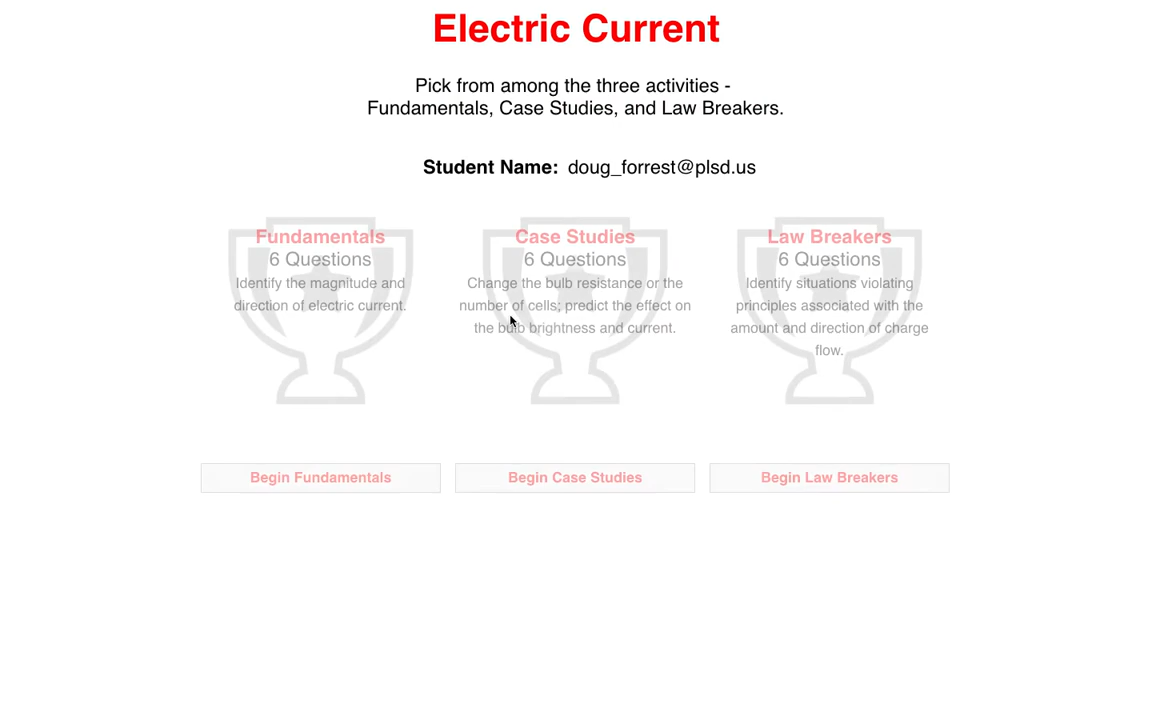 Electric Current
Pick from among the three activities -
Fundamentals, Case Studies, and Law Breakers.
Student Name: doug_forrest@plsd.us
Fundamentals
6 Questions
Identify the magnitude and
direction of electric current.
Case Studies
6 Questions
Change the bulb resistance or the
number of cells; predict the effect on
the bulb brightness and current.
Law Breakers
6 Questions
Identify situations violating
principles associated with the
amount and direction of charge
flow.
Begin Fundamentals
Begin Case Studies
Begin Law Breakers